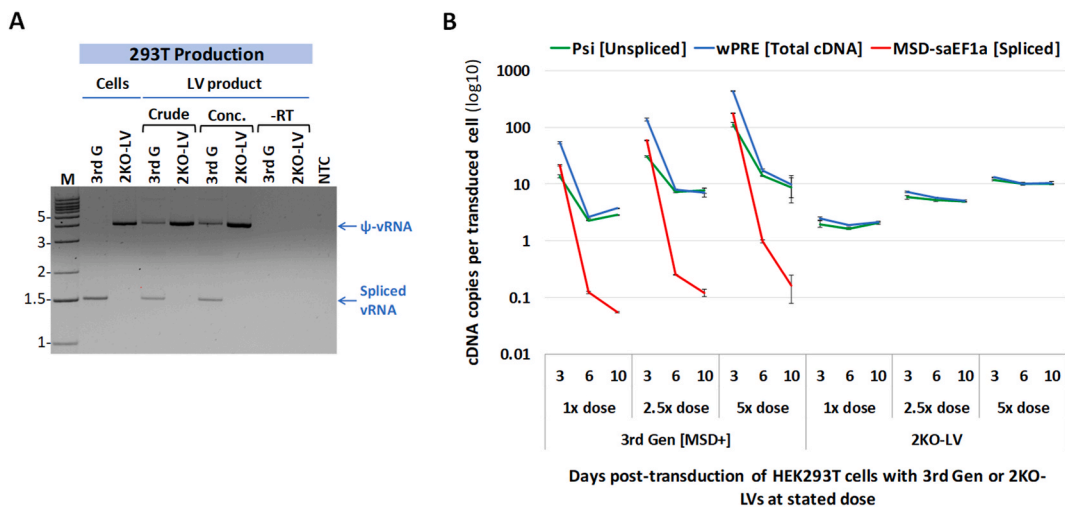 A
293T Production
Cells LV product
Crude Conc. -RT
M 3rd G 2KO-LV 3rd G 2KO-LV 3rd G 2KO-LV 3rd G 2KO-LV NTC
5-
ψ-vRNA
3-
2-
1.5-
Spliced
vRNA
1-
B
Psi [Unspliced] wPRE [Total cDNA] MSD-saEF1a [Spliced]
cDNA copies per transduced cell (log10)
1000
100
10
1
0.1
0.01
3 6 10 3 6 10 3 6 10 3 6 10 3 6 10 3 6 10
1x dose 2.5x dose 5x dose 1x dose 2.5x dose 5x dose
3rd Gen [MSD+] 2KO-LV
Days post-transduction of HEK293T cells with 3rd Gen or 2KO-
LVs at stated dose